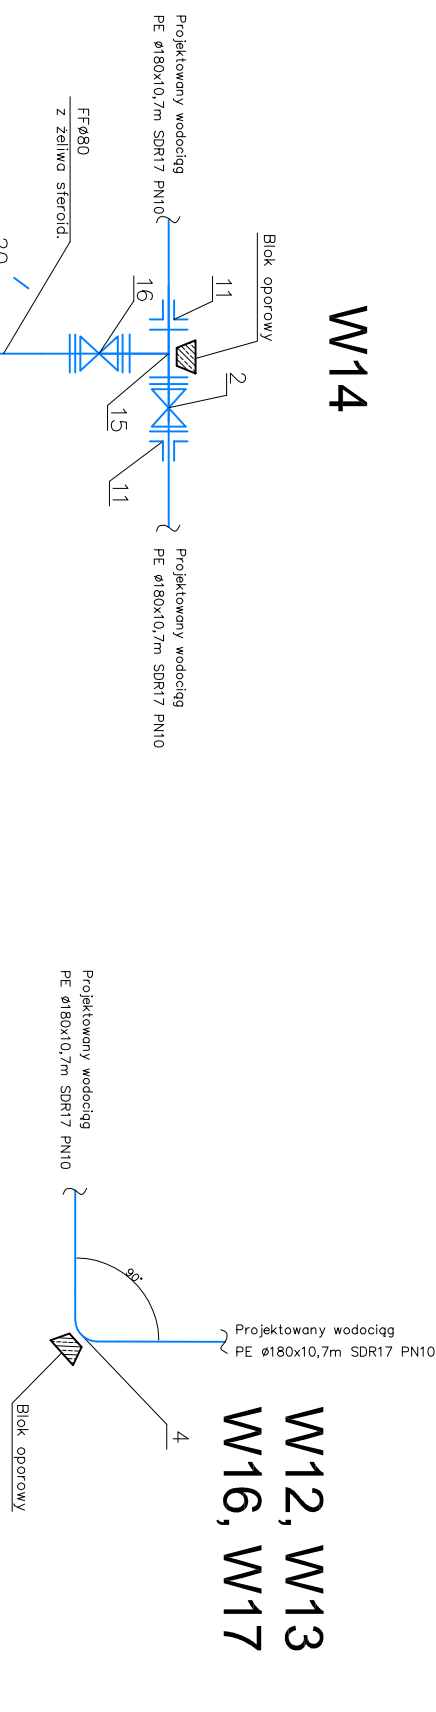 W14
Projektowany wodociąg
PE ø180x10,7m SDR17 PN10
Blok oporowy
11
16
2
15
11
FFø80
z żeliwa sferoid.
Projektowany wodociąg
PE ø180x10,7m SDR17 PN10
W12, W13
W16, W17
Projektowany wodociąg
PE ø180x10,7m SDR17 PN10
90°
Projektowany wodociąg
PE ø180x10,7m SDR17 PN10
4
Blok oporowy